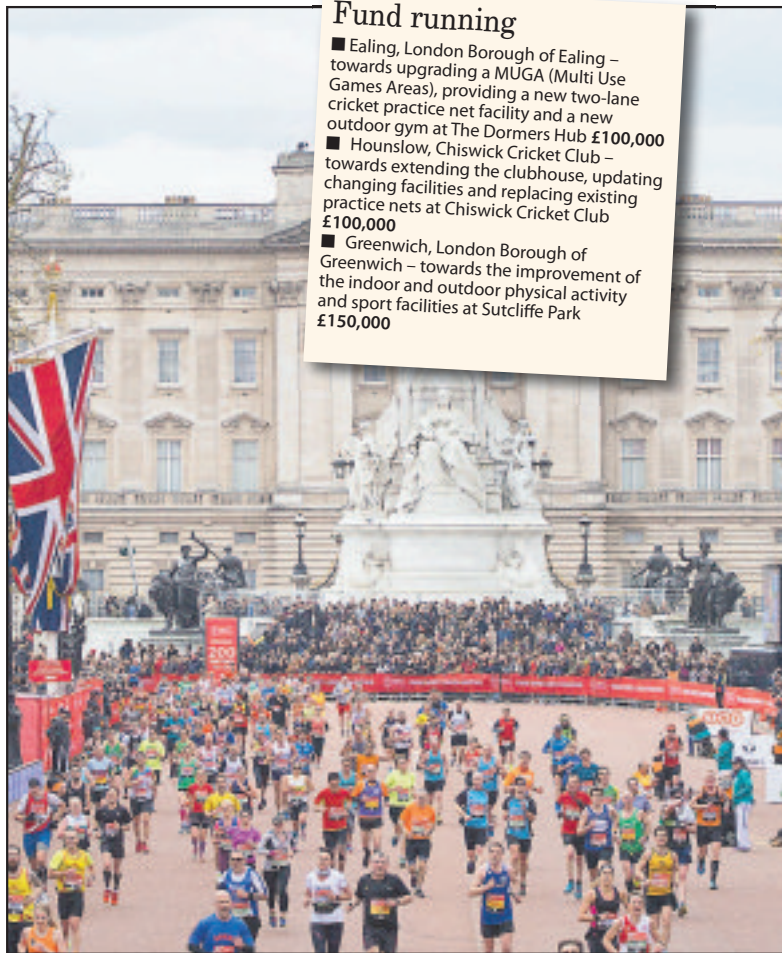 Fund running
■ Ealing, London Borough of Ealing –
towards upgrading a MUGA (Multi Use
Games Areas), providing a new two-lane
cricket practice net facility and a new
outdoor gym at The Dormers Hub £100,000
■ Hounslow, Chiswick Cricket Club –
towards extending the clubhouse, updating
changing facilities and replacing existing
practice nets at Chiswick Cricket Club
£100,000
■ Greenwich, London Borough of
Greenwich – towards the improvement of
the indoor and outdoor physical activity
and sport facilities at Sutcliffe Park
£150,000
200